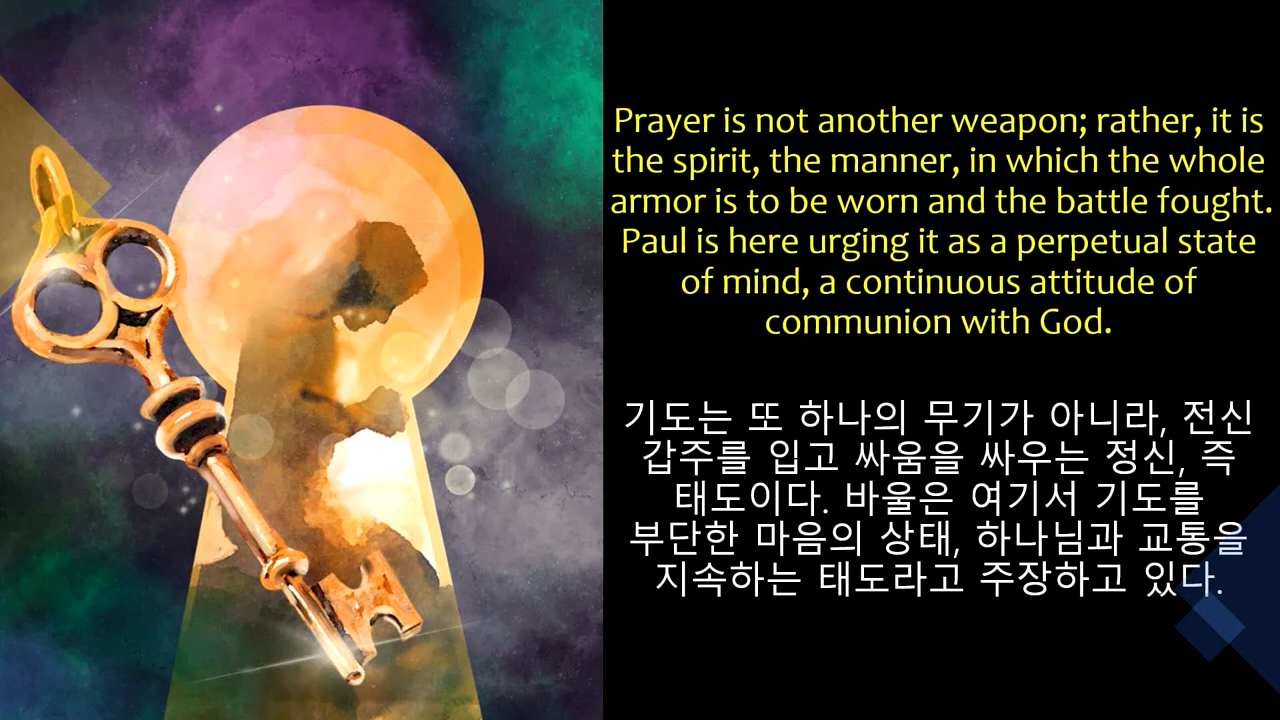 Prayer is not another weapon; rather, it is
the spirit, the manner, in which the whole
armor is to be worn and the battle fought.
Paul is here urging it as a perpetual state
of mind, a continuous attitude of
communion with God.
기도는 또 하나의 무기가 아니라, 전신
갑주를 입고 싸움을 싸우는 정신, 즉
태도이다. 바울은 여기서 기도를
부단한 마음의 상태, 하나님과 교통을
지속하는 태도라고 주장하고 있다.